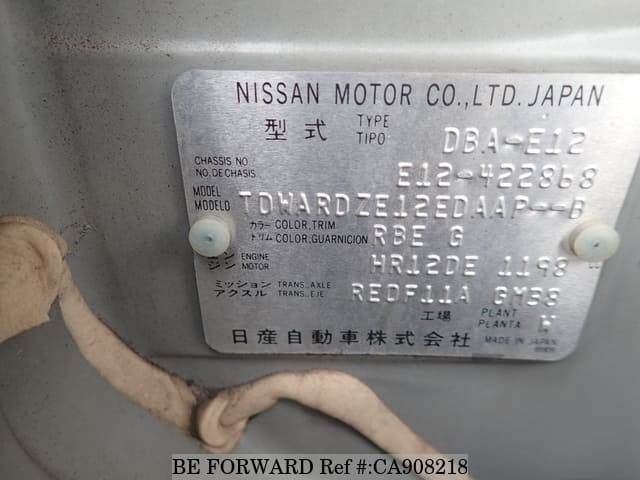 NISSAN MOTOR CO.,LTD. JAPAN
型式 TYPE TIPO DBA-E12
CHASSIS NO NO. DE CHASIS E12-422868
MODEL MODELO TDWARDZE12EDAAP--B
カラー COLOR,TRIM
トリム COLOR,GUARNICION RBE G
エンジン ENGINE MOTOR HR12DE 1198 cc
ミッション TRANS.,AXLE
アクスル TRANS.,EJE REOF11A GM38
工場 PLANT PLANTA W
日産自動車株式会社 MADE IN JAPAN
BE FORWARD Ref #:CA908218